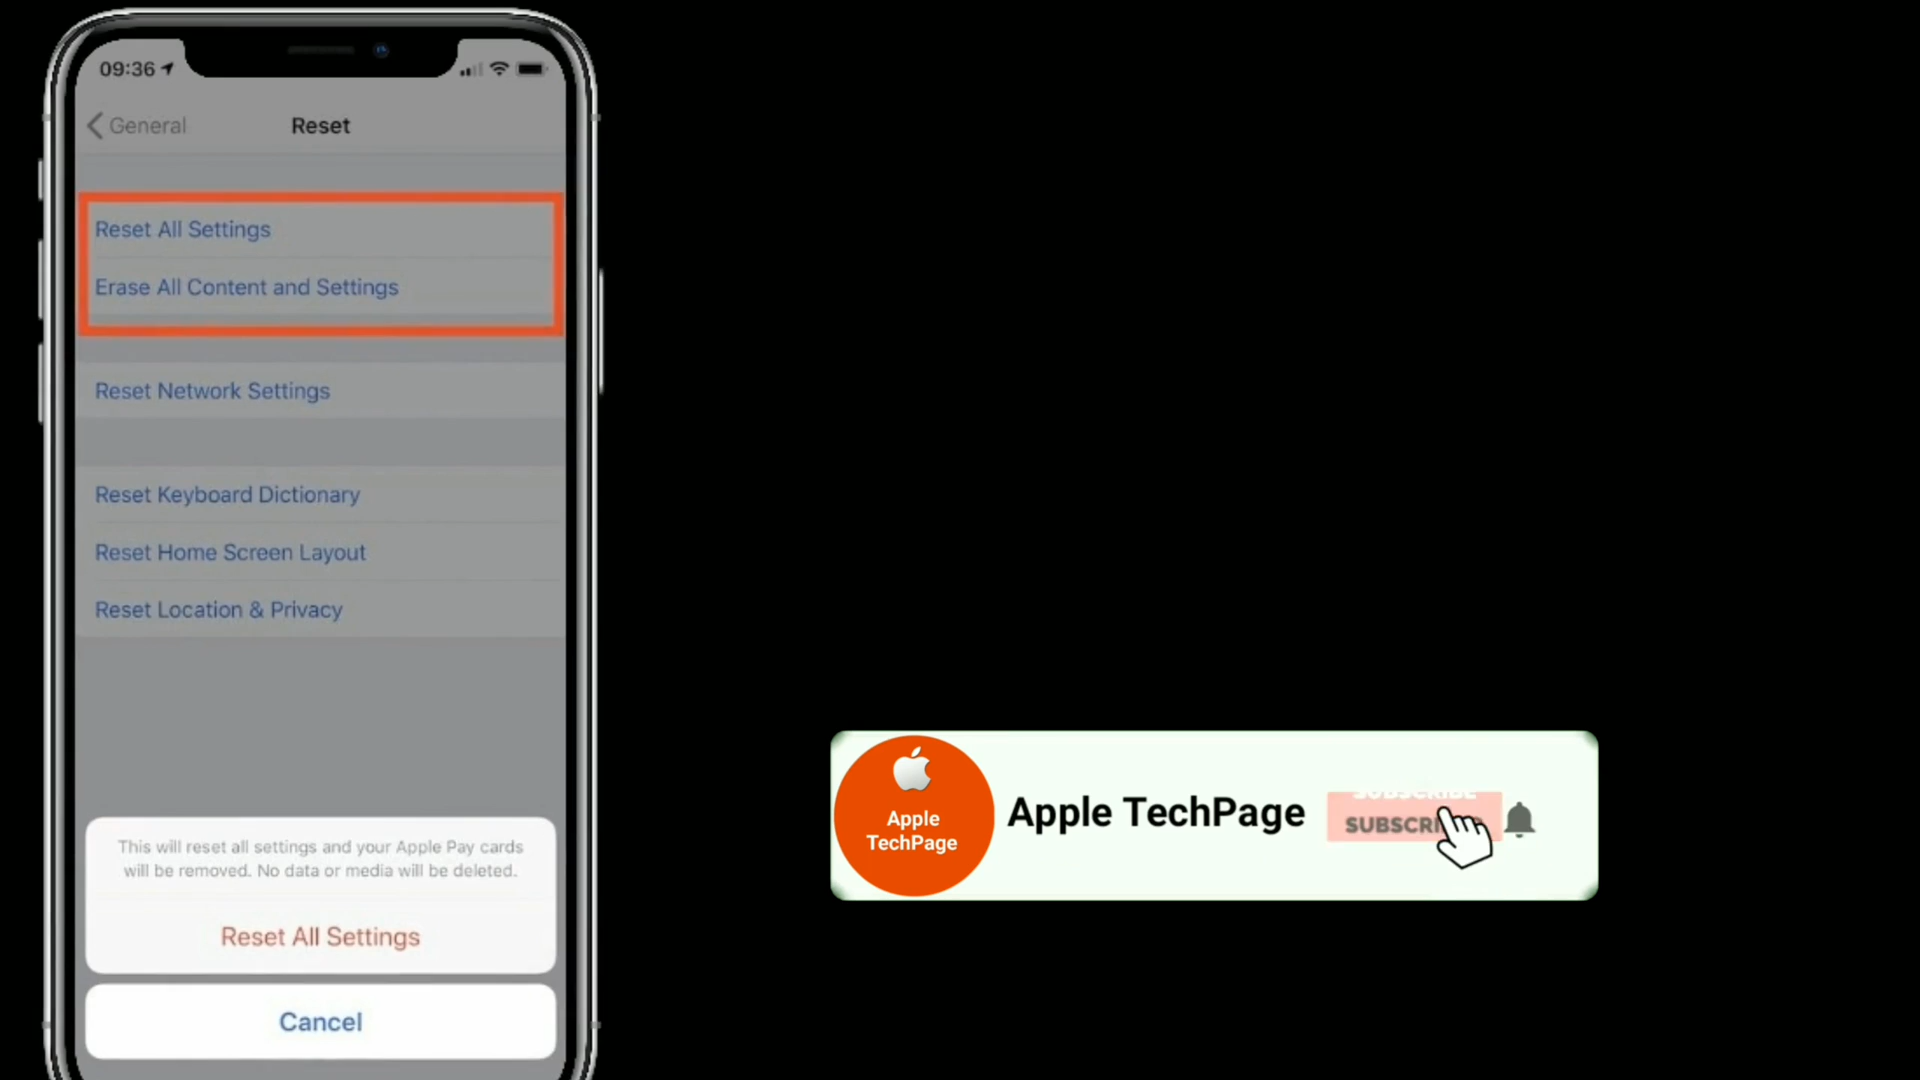 09:36
General
Reset
Reset All Settings
Erase All Content and Settings
Reset Network Settings
Reset Keyboard Dictionary
Reset Home Screen Layout
Reset Location & Privacy
This will reset all settings and your Apple Pay cards
will be removed. No data or media will be deleted.
Reset All Settings
Cancel
Apple
TechPage
Apple TechPage